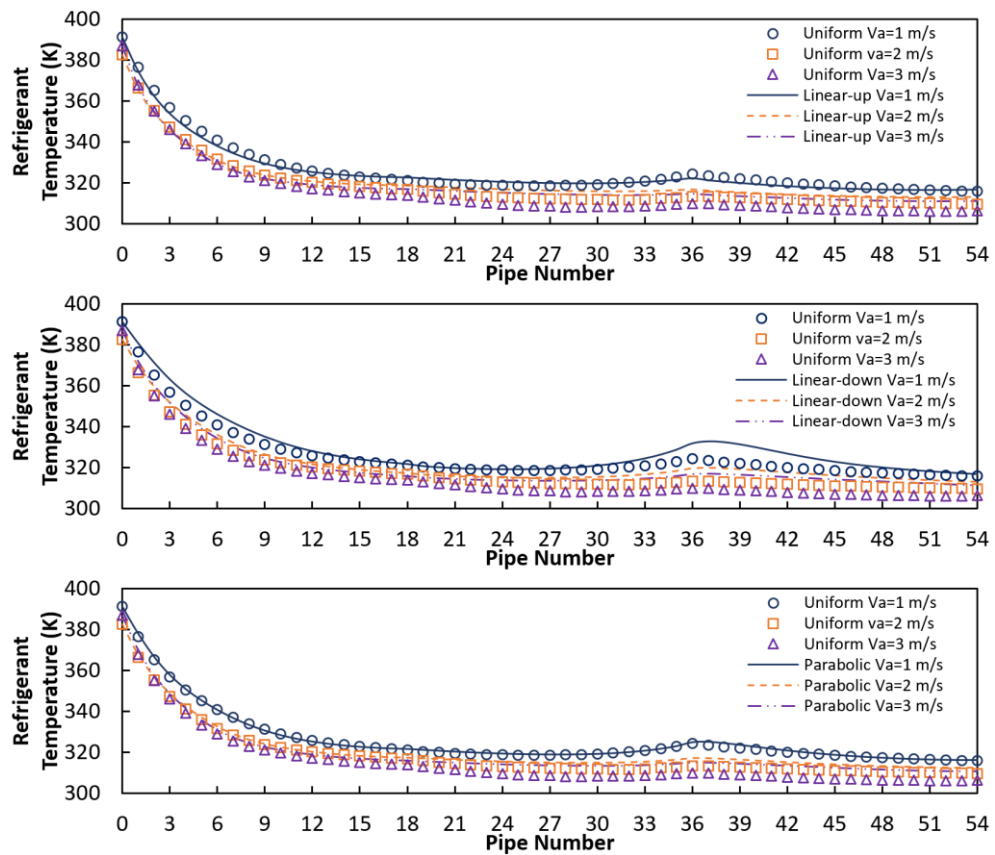 400
380
360
340
320
300
Refrigerant
Temperature (K)
Uniform Va=1 m/s
Uniform va=2 m/s
Uniform Va=3 m/s
Linear-up Va=1 m/s
Linear-up Va=2 m/s
Linear-up Va=3 m/s
0 3 6 9 12 15 18 21 24 27 30 33 36 39 42 45 48 51 54
Pipe Number
400
380
360
340
320
300
Refrigerant
Temperature (K)
Uniform Va=1 m/s
Uniform va=2 m/s
Uniform Va=3 m/s
Linear-down Va=1 m/s
Linear-down Va=2 m/s
Linear-down Va=3 m/s
0 3 6 9 12 15 18 21 24 27 30 33 36 39 42 45 48 51 54
Pipe Number
400
380
360
340
320
300
Refrigerant
Temperature (K)
Uniform Va=1 m/s
Uniform va=2 m/s
Uniform Va=3 m/s
Parabolic Va=1 m/s
Parabolic Va=2 m/s
Parabolic Va=3 m/s
0 3 6 9 12 15 18 21 24 27 30 33 36 39 42 45 48 51 54
Pipe Number